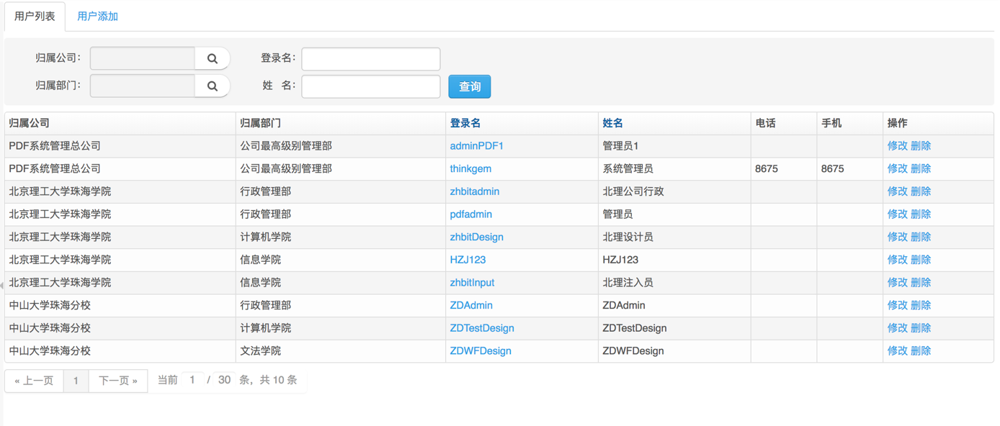 用户列表 用户添加
归属公司： 登录名：
归属部门： 姓 名： 查询
归属公司 归属部门 登录名 姓名 电话 手机 操作
PDF系统管理总公司 公司最高级别管理部 adminPDF1 管理员1 修改 删除
PDF系统管理总公司 公司最高级别管理部 thinkgem 系统管理员 8675 8675 修改 删除
北京理工大学珠海学院 行政管理部 zhbitadmin 北理公司行政 修改 删除
北京理工大学珠海学院 行政管理部 pdfadmin 管理员 修改 删除
北京理工大学珠海学院 计算机学院 zhbitDesign 北理设计员 修改 删除
北京理工大学珠海学院 信息学院 HZJ123 HZJ123 修改 删除
北京理工大学珠海学院 信息学院 zhbitInput 北理注入员 修改 删除
中山大学珠海分校 行政管理部 ZDAdmin ZDAdmin 修改 删除
中山大学珠海分校 计算机学院 ZDTestDesign ZDTestDesign 修改 删除
中山大学珠海分校 文法学院 ZDWFDesign ZDWFDesign 修改 删除
« 上一页 1 下一页 » 当前 1 / 30 条，共 10 条